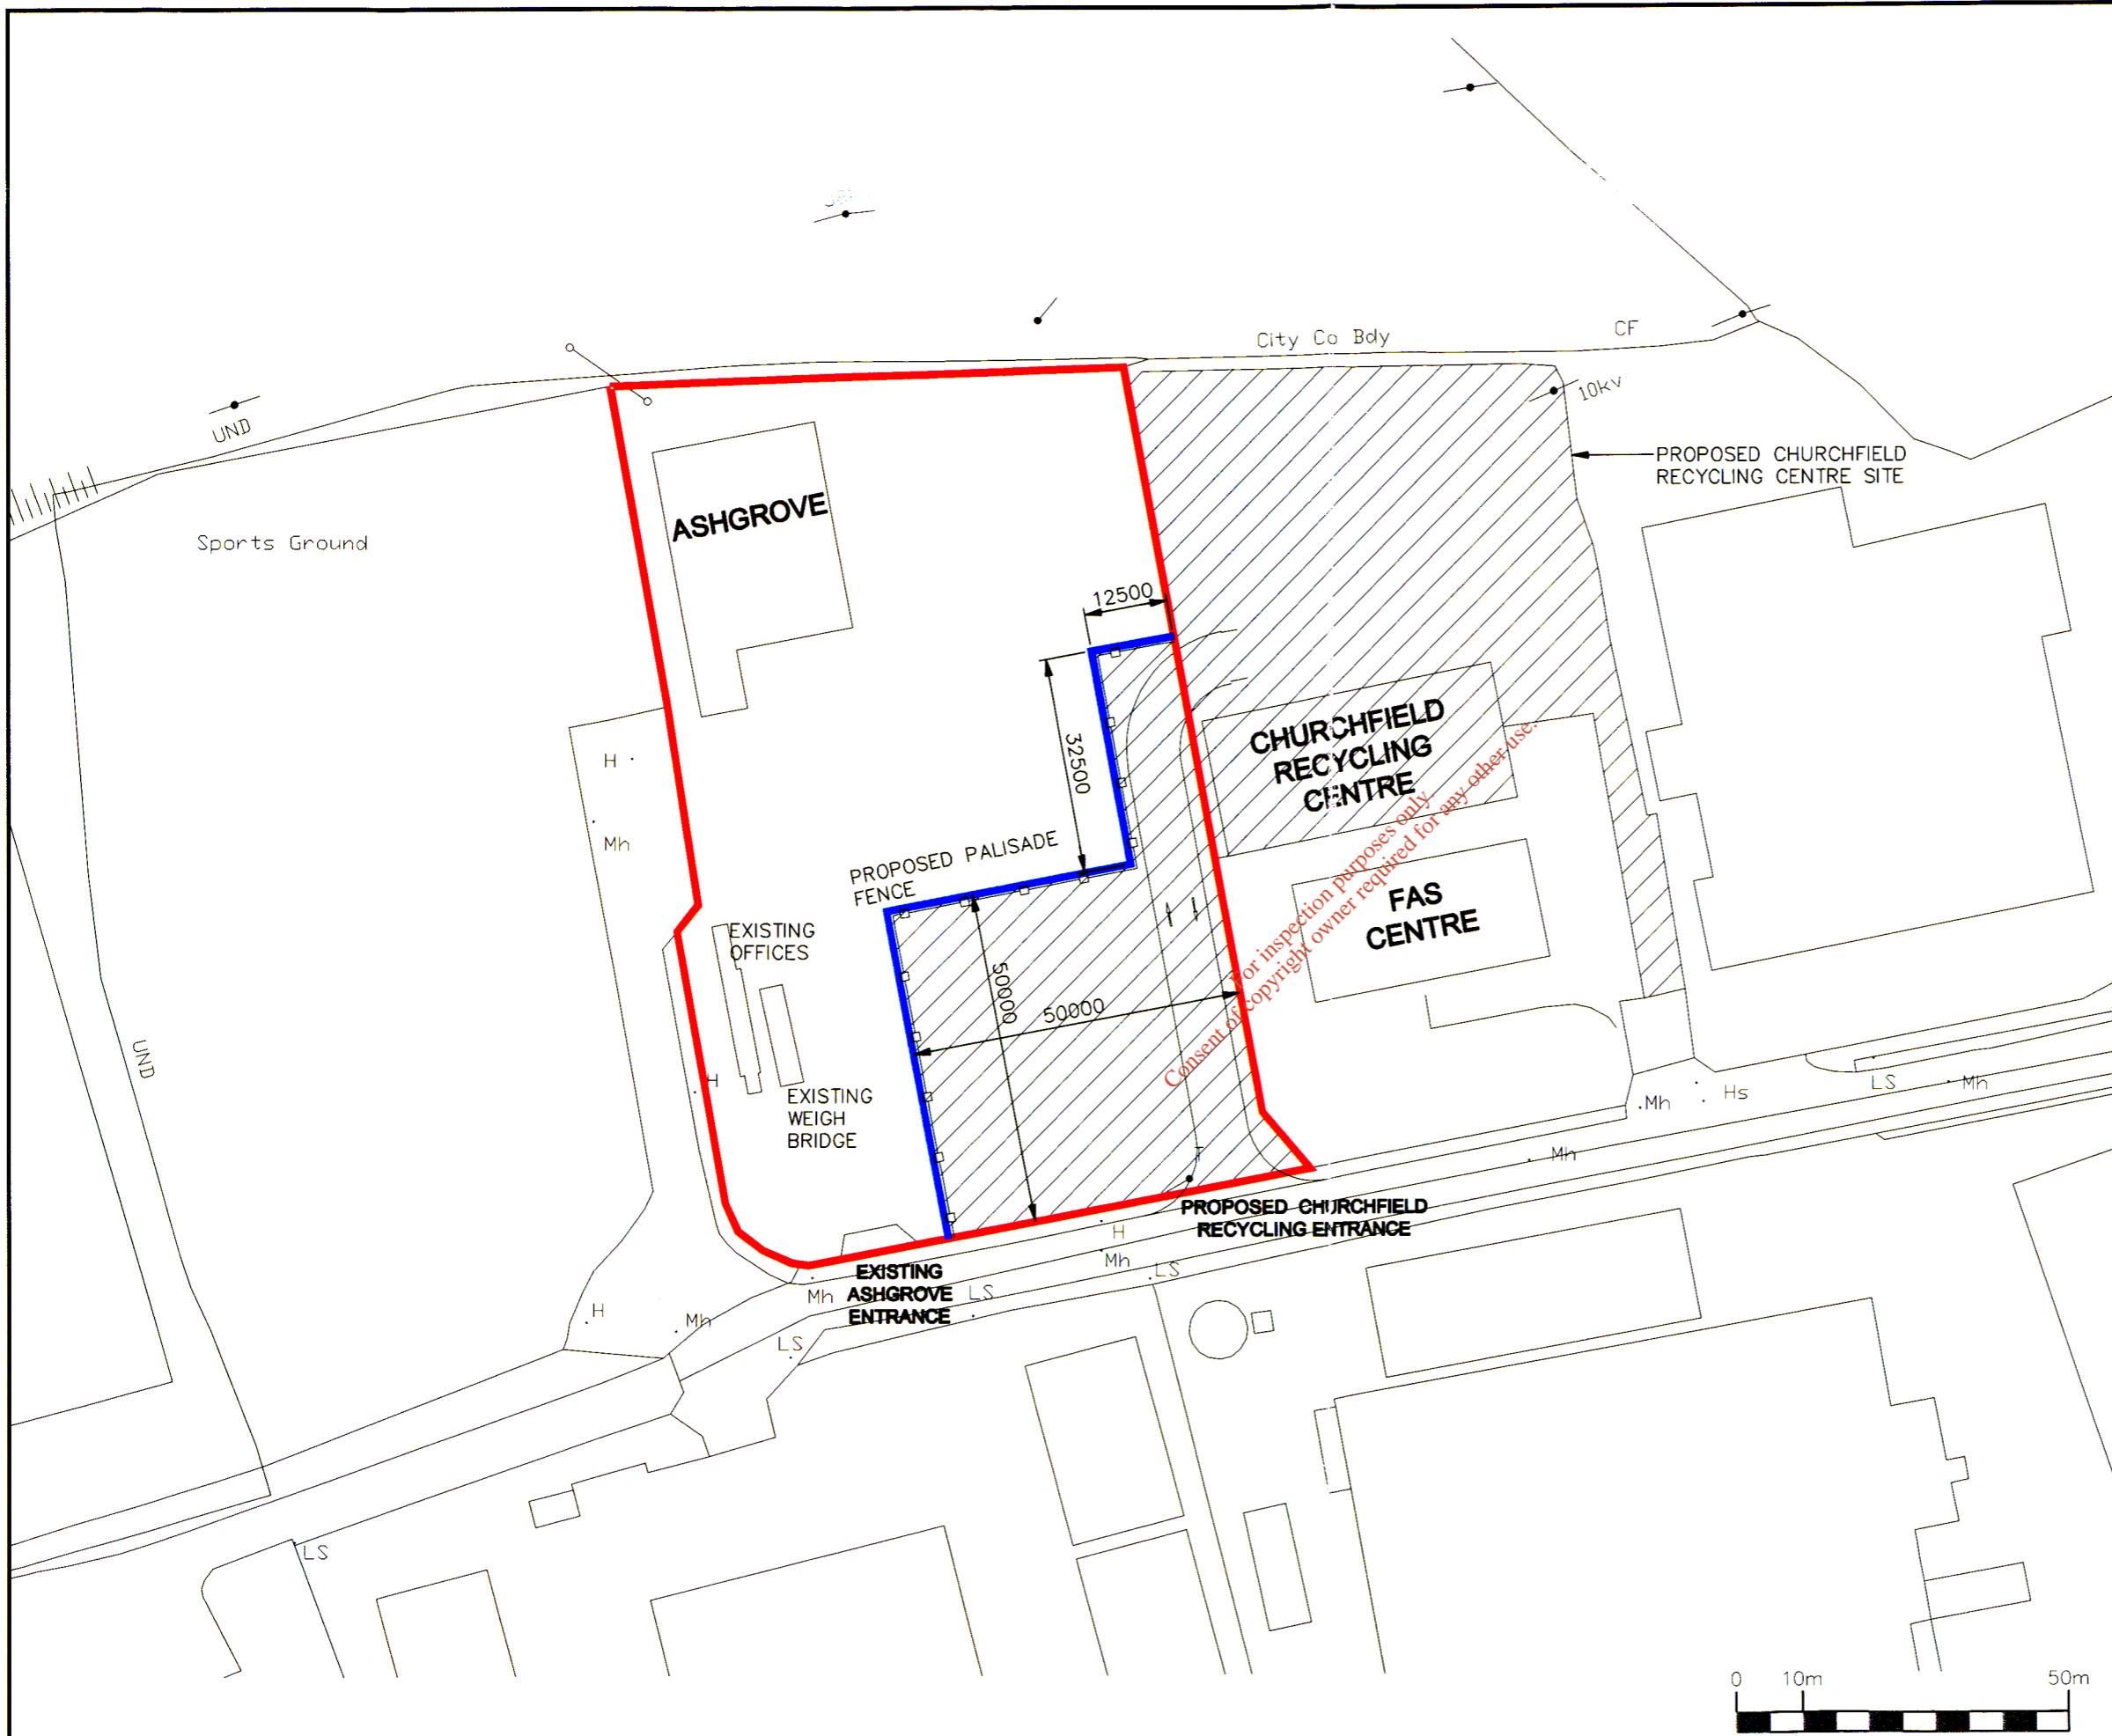 City Co Bdy
CF
10kv
UND
PROPOSED CHURCHFIELD
RECYCLING CENTRE SITE
Sports Ground
ASHGROVE
12500
32500
CHURCHFIELD
RECYCLING
CENTRE
H
Mh
PROPOSED PALISADE
FENCE
FAS
CENTRE
EXISTING
OFFICES
50000
50000
For inspection purposes only.
Consent of copyright owner required for any other use.
UND
H
EXISTING
WEIGH
BRIDGE
LS
Mh
Hs
Mh
T
Mh
PROPOSED CHURCHFIELD
RECYCLING ENTRANCE
H
Mh
LS
EXISTING
ASHGROVE
ENTRANCE
Mh
LS
H
Mh
LS
LS
0 10m 50m